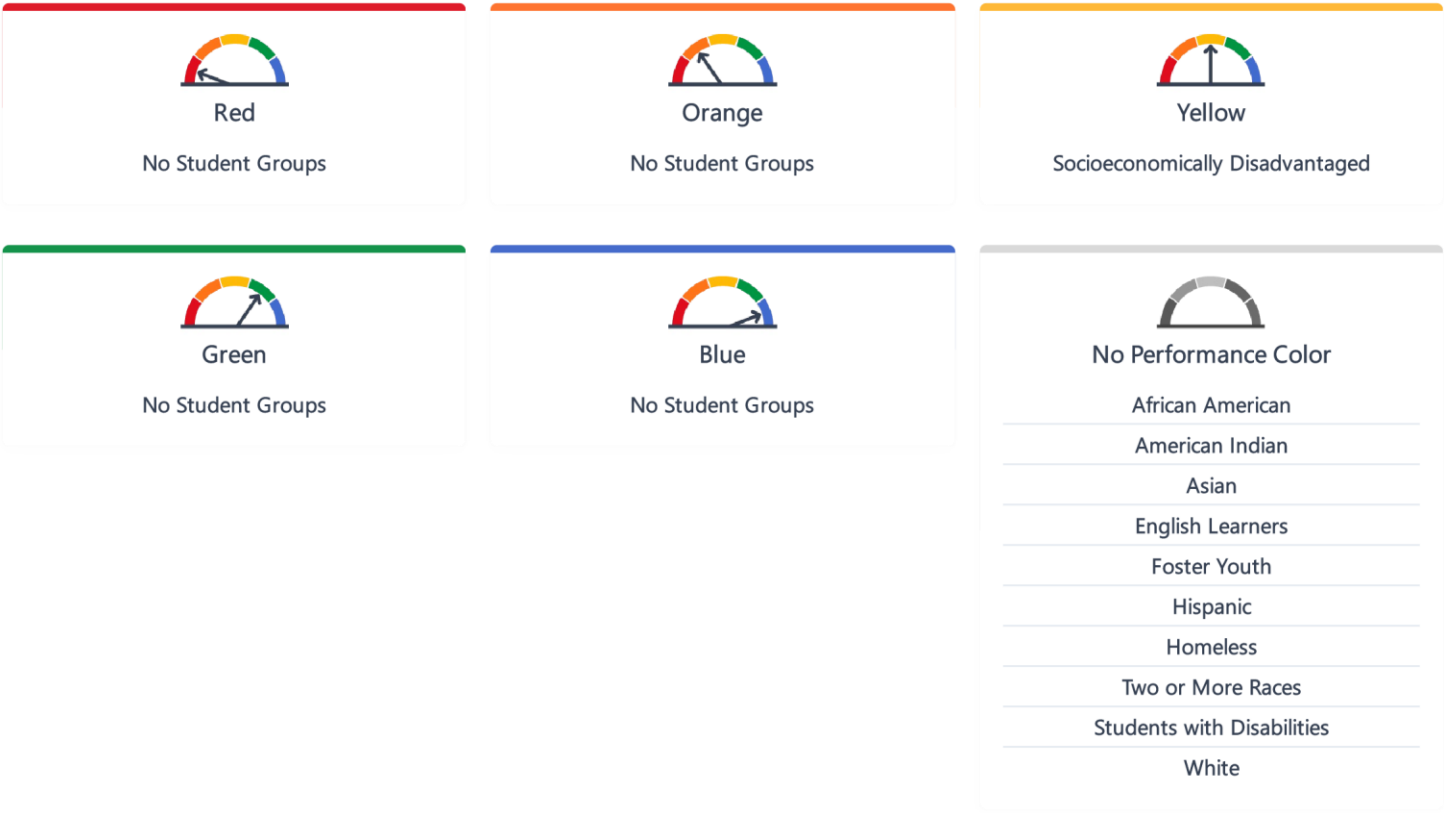 Red
No Student Groups
Orange
No Student Groups
Yellow
Socioeconomically Disadvantaged
Green
No Student Groups
Blue
No Student Groups
No Performance Color
African American
American Indian
Asian
English Learners
Foster Youth
Hispanic
Homeless
Two or More Races
Students with Disabilities
White